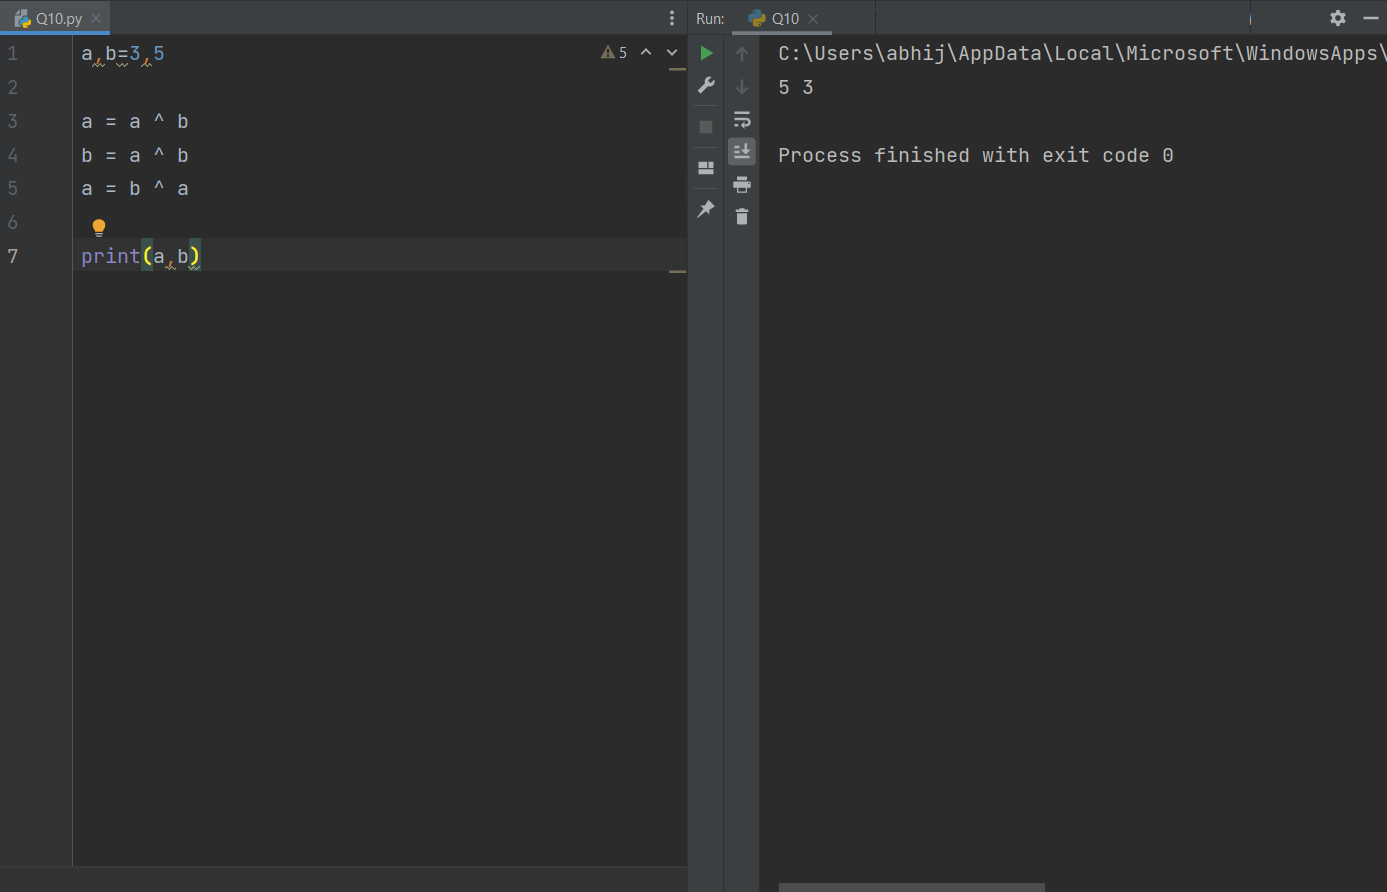 Q10.py
1 a,b=3,5
5
2
3 a = a ^ b
4 b = a ^ b
5 a = b ^ a
6
7 print(a,b)
Run: Q10
C:\Users\abhij\AppData\Local\Microsoft\WindowsApps\
5 3
Process finished with exit code 0